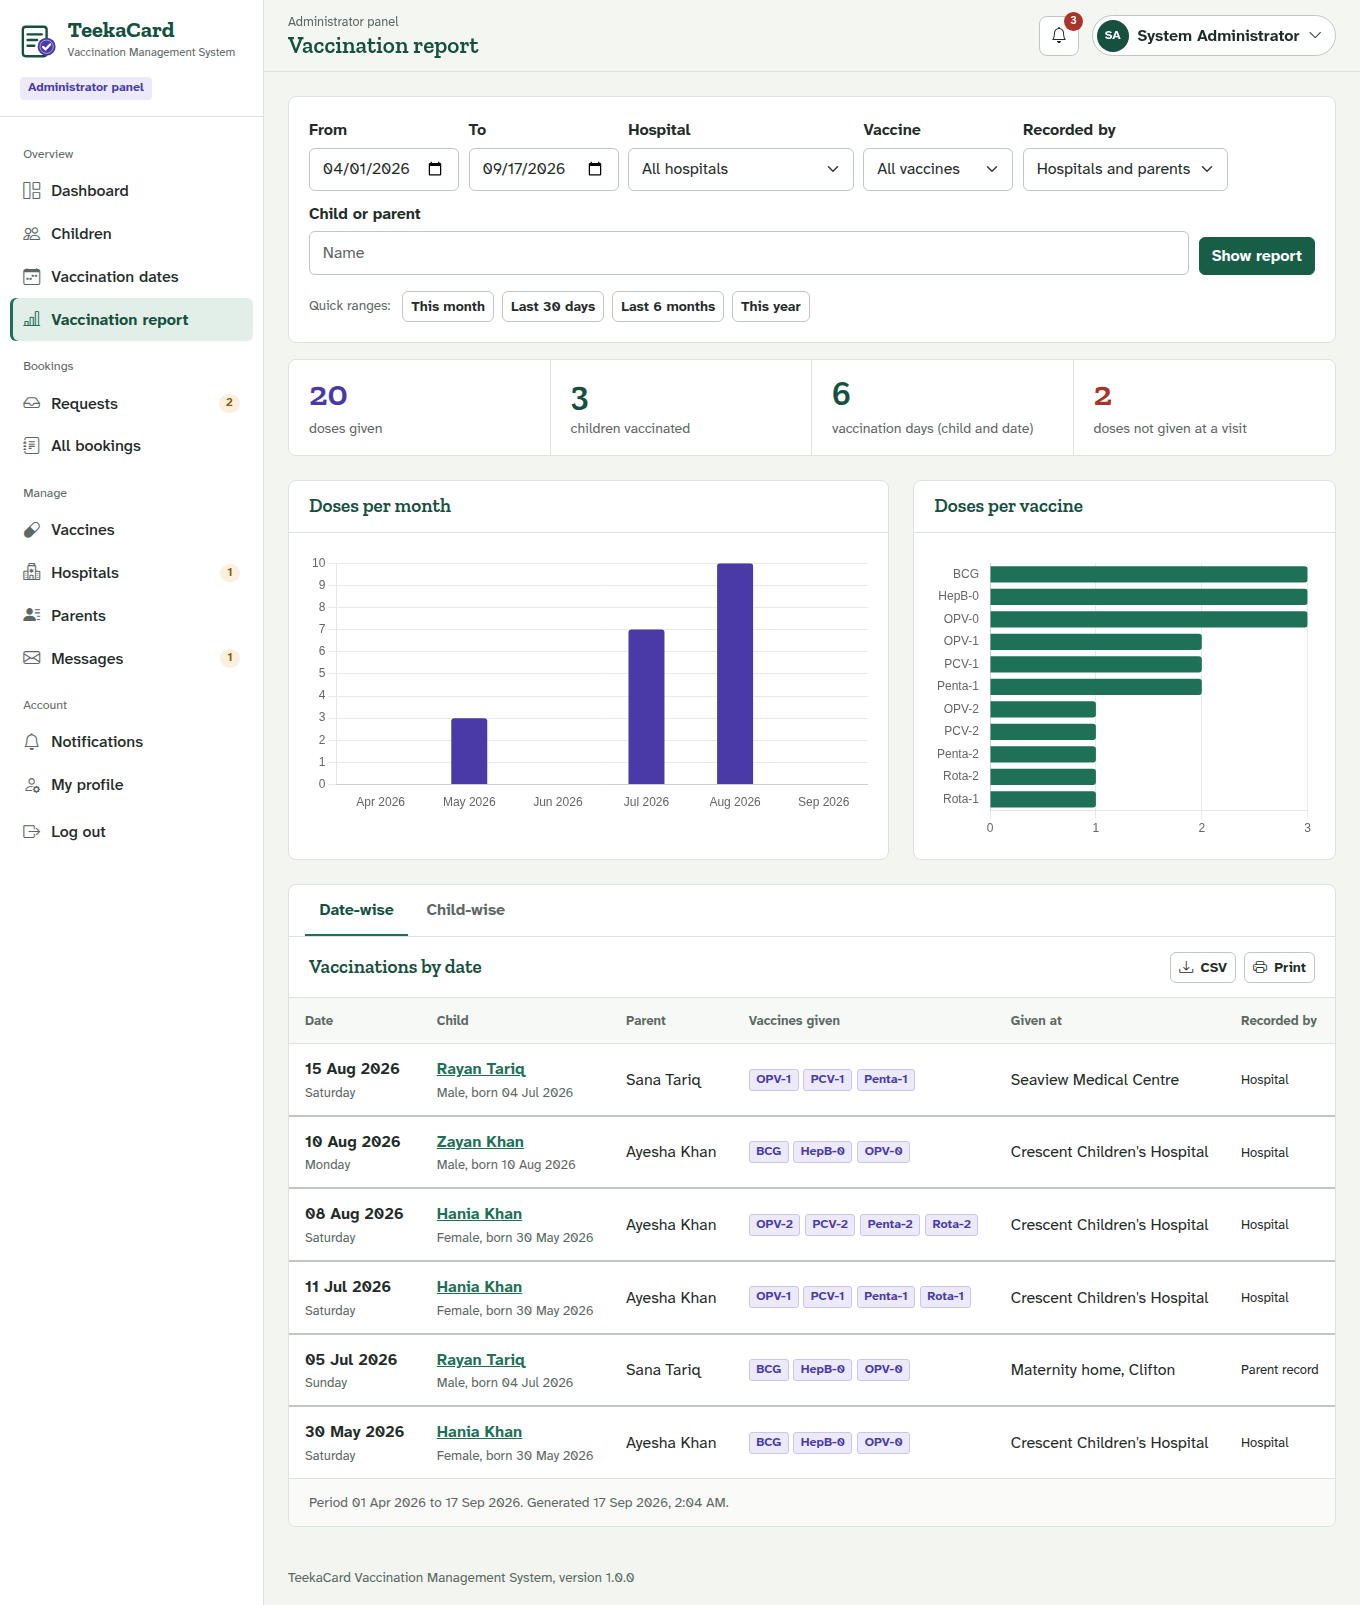 TeekaCard
Vaccination Management System
Administrator panel
Overview
Dashboard
Children
Vaccination dates
Vaccination report
Bookings
Requests 2
All bookings
Manage
Vaccines
Hospitals 1
Parents
Messages 1
Account
Notifications
My profile
Log out
Administrator panel
Vaccination report
3
SA System Administrator
From To Hospital Vaccine Recorded by
04/01/2026 09/17/2026 All hospitals All vaccines Hospitals and parents
Child or parent
Name Show report
Quick ranges: This month Last 30 days Last 6 months This year
20 3 6 2
doses given children vaccinated vaccination days (child and date) doses not given at a visit
Doses per month
10
9
8
7
6
5
4
3
2
1
0
Apr 2026 May 2026 Jun 2026 Jul 2026 Aug 2026 Sep 2026
Doses per vaccine
BCG
HepB-0
OPV-0
OPV-1
PCV-1
Penta-1
OPV-2
PCV-2
Penta-2
Rota-2
Rota-1
0 1 2 3
Date-wise Child-wise
Vaccinations by date CSV Print
Date Child Parent Vaccines given Given at Recorded by
15 Aug 2026 Rayan Tariq Sana Tariq OPV-1 PCV-1 Penta-1 Seaview Medical Centre Hospital
Saturday Male, born 04 Jul 2026
10 Aug 2026 Zayan Khan Ayesha Khan BCG HepB-0 OPV-0 Crescent Children's Hospital Hospital
Monday Male, born 10 Aug 2026
08 Aug 2026 Hania Khan Ayesha Khan OPV-2 PCV-2 Penta-2 Rota-2 Crescent Children's Hospital Hospital
Saturday Female, born 30 May 2026
11 Jul 2026 Hania Khan Ayesha Khan OPV-1 PCV-1 Penta-1 Rota-1 Crescent Children's Hospital Hospital
Saturday Female, born 30 May 2026
05 Jul 2026 Rayan Tariq Sana Tariq BCG HepB-0 OPV-0 Maternity home, Clifton Parent record
Sunday Male, born 04 Jul 2026
30 May 2026 Hania Khan Ayesha Khan BCG HepB-0 OPV-0 Crescent Children's Hospital Hospital
Saturday Female, born 30 May 2026
Period 01 Apr 2026 to 17 Sep 2026. Generated 17 Sep 2026, 2:04 AM.
TeekaCard Vaccination Management System, version 1.0.0